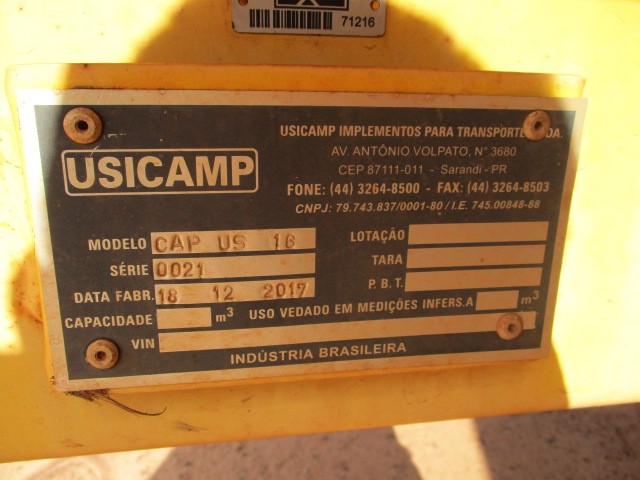 71216
USICAMP
USICAMP IMPLEMENTOS PARA TRANSPORTE DA.
AV. ANTÔNIO VOLPATO, N° 3680
CEP 87111-011 - Sarandi - PR
FONE: (44) 3264-8500 - FAX: (44) 3264-8503
CNPJ: 79.743.837/0001-80 / I.E. 745.00848-88
MODELO CAP US 16
SÉRIE 0021
DATA FABR. 18 12 2017
LOTAÇÃO
TARA
P.B.T.
CAPACIDADE m³ USO VEDADO EM MEDIÇÕES INFERS.A m³
VIN
INDÚSTRIA BRASILEIRA